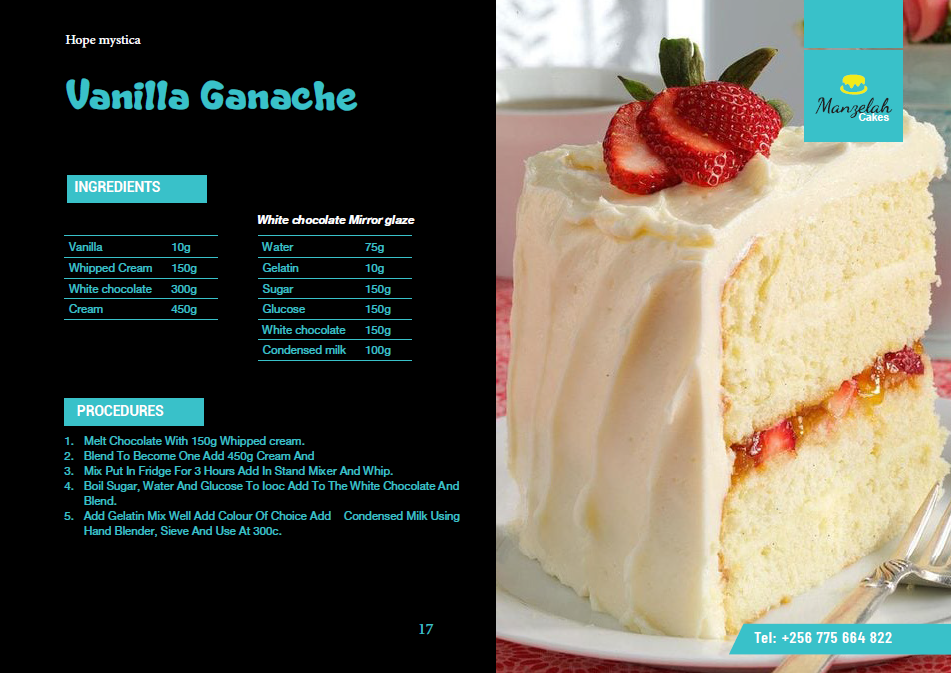 Hope mystica
Vanilla Ganache
INGREDIENTS
Vanilla 10g
Whipped Cream 150g
White chocolate 300g
Cream 450g
White chocolate Mirror glaze
Water 75g
Gelatin 10g
Sugar 150g
Glucose 150g
White chocolate 150g
Condensed milk 100g
PROCEDURES
1. Melt Chocolate With 150g Whipped cream.
2. Blend To Become One Add 450g Cream And
3. Mix Put In Fridge For 3 Hours Add In Stand Mixer And Whip.
4. Boil Sugar, Water And Glucose To Iooc Add To The White Chocolate And
Blend.
5. Add Gelatin Mix Well Add Colour Of Choice Add Condensed Milk Using
Hand Blender, Sieve And Use At 300c.
17
Manzelah
Cakes
Tel: +256 775 664 822